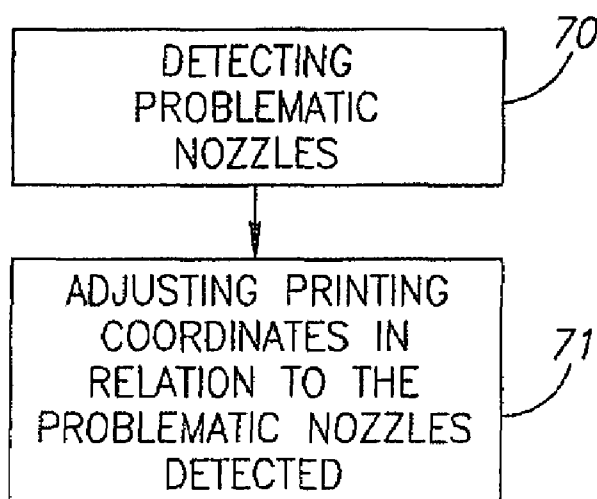 DETECTING
PROBLEMATIC
NOZZLES
70
ADJUSTING PRINTING
COORDINATES IN
RELATION TO THE
PROBLEMATIC NOZZLES
DETECTED
71